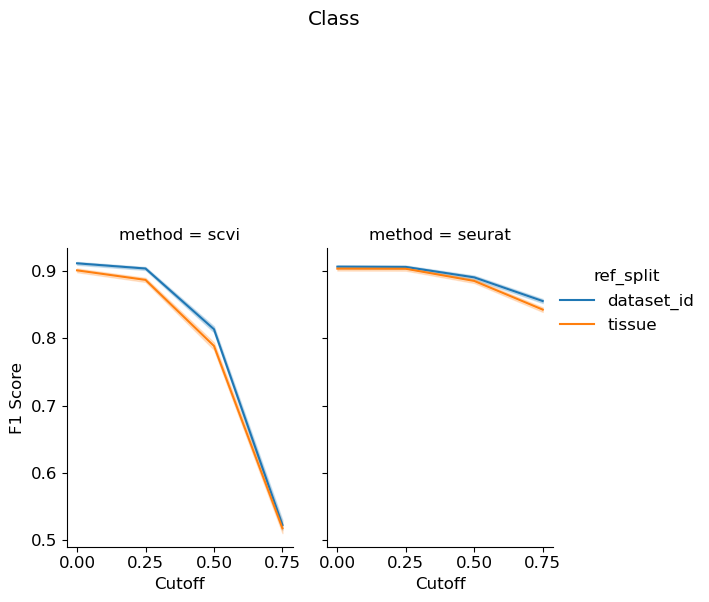 Class
method = scvi
method = seurat
0.9
0.8
0.7
0.6
0.5
F1 Score
0.00 0.25 0.50 0.75
0.00 0.25 0.50 0.75
Cutoff
Cutoff
ref_split
dataset_id
tissue